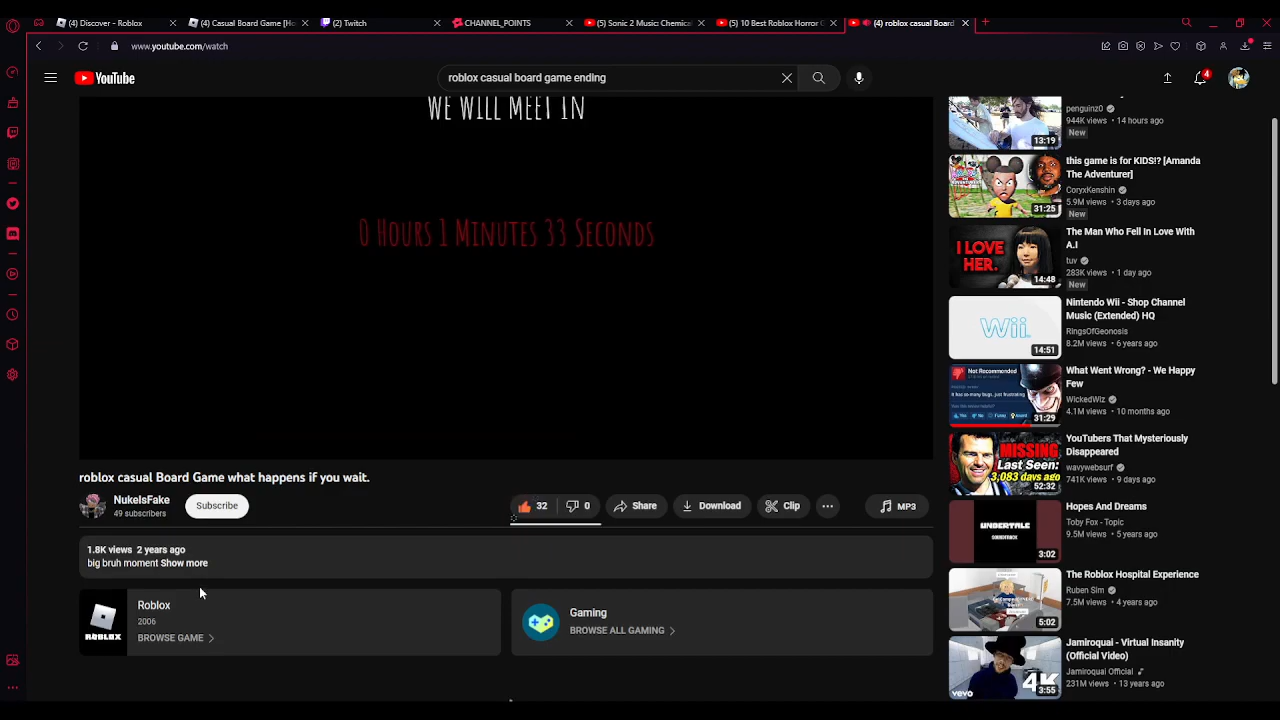 (4) Discover - Roblox
(4) Casual Board Game [Ho
(2) Twitch
CHANNEL_POINTS
(5) Sonic 2 Music: Chemical
(5) 10 Best Roblox Horror G
(4) roblox casual Board
www.youtube.com/watch
YouTube
roblox casual board game ending
4
WE WILL MEET IN
0 HOURS 1 MINUTES 33 SECONDS
roblox casual Board Game what happens if you wait.
NukeIsFake
49 subscribers
Subscribe
32
0
Share
Download
Clip
MP3
1.8K views 2 years ago
big bruh moment Show more
Roblox
2006
BROWSE GAME
ROBLOX
Gaming
BROWSE ALL GAMING
penguinz0
944K views • 14 hours ago
New
13:19
this game is for KIDS!? [Amanda
The Adventurer]
CoryxKenshin
5.9M views • 3 days ago
New
31:25
The Man Who Fell In Love With
A.I
tuv
283K views • 1 day ago
New
I LOVE
HER.
14:48
Nintendo Wii - Shop Channel
Music (Extended) HQ
RingsOfGeonosis
8.2M views • 6 years ago
Wii
14:51
What Went Wrong? - We Happy
Few
WickedWiz
4.1M views • 10 months ago
Not Recommended
31:29
YouTubers That Mysteriously
Disappeared
wavywebsurf
741K views • 9 days ago
MISSING
Last Seen:
3,083 days ago
52:32
Hopes And Dreams
Toby Fox - Topic
9.5M views • 5 years ago
UNDERTALE
SOUNDTRACK
3:02
The Roblox Hospital Experience
Ruben Sim
7.5M views • 4 years ago
5:02
Jamiroquai - Virtual Insanity
(Official Video)
Jamiroquai Official
231M views • 13 years ago
vevo
4K
3:55